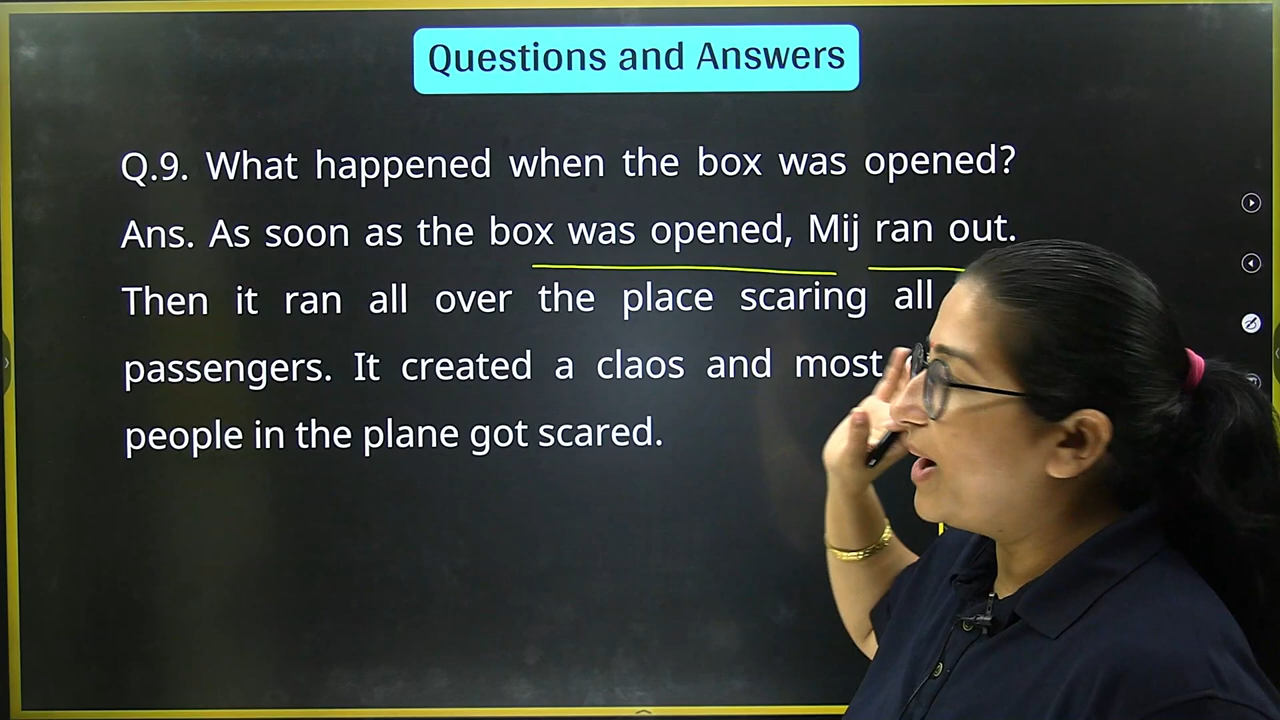 Questions and Answers
Q.9. What happened when the box was opened?
Ans. As soon as the box was opened, Mij ran out.
Then it ran all over the place scaring all
passengers. It created a claos and most
people in the plane got scared.